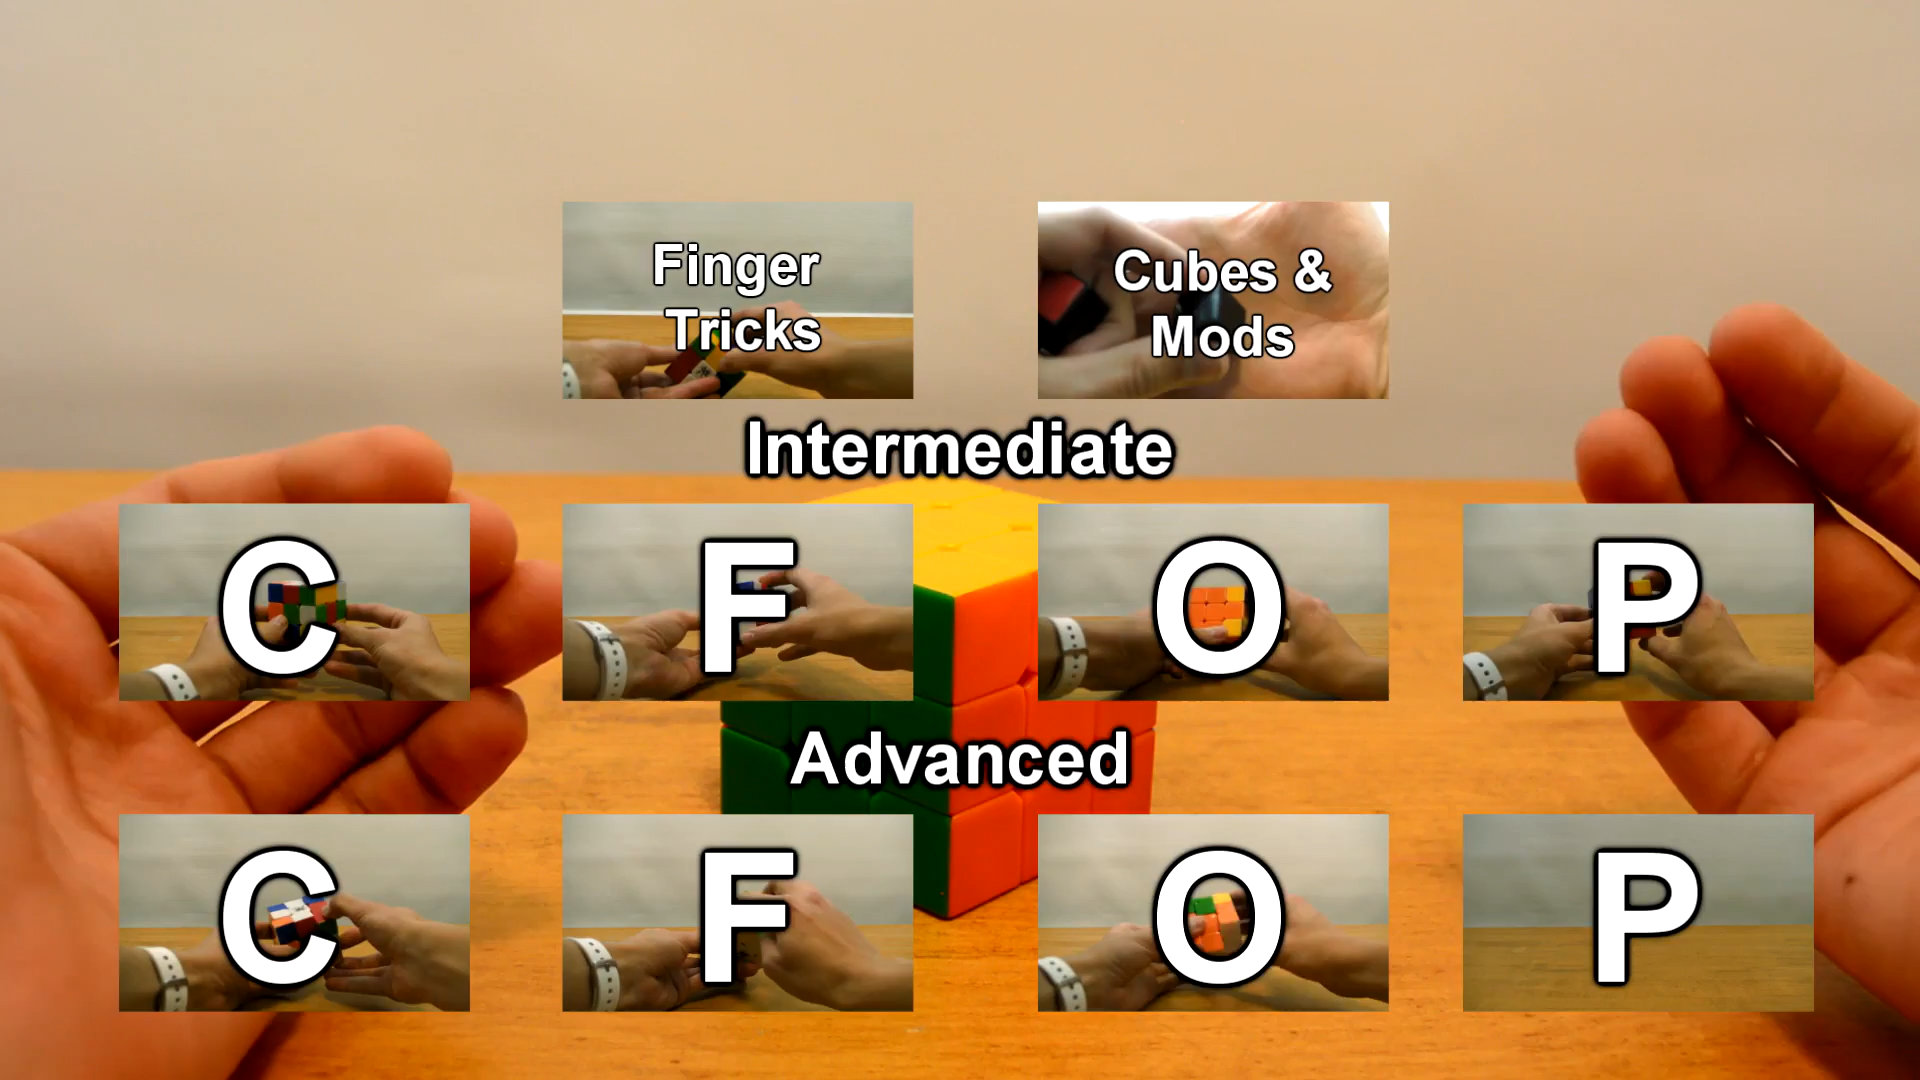 Finger
Tricks
Cubes &
Mods
Intermediate
C F O P
Advanced
C F O P